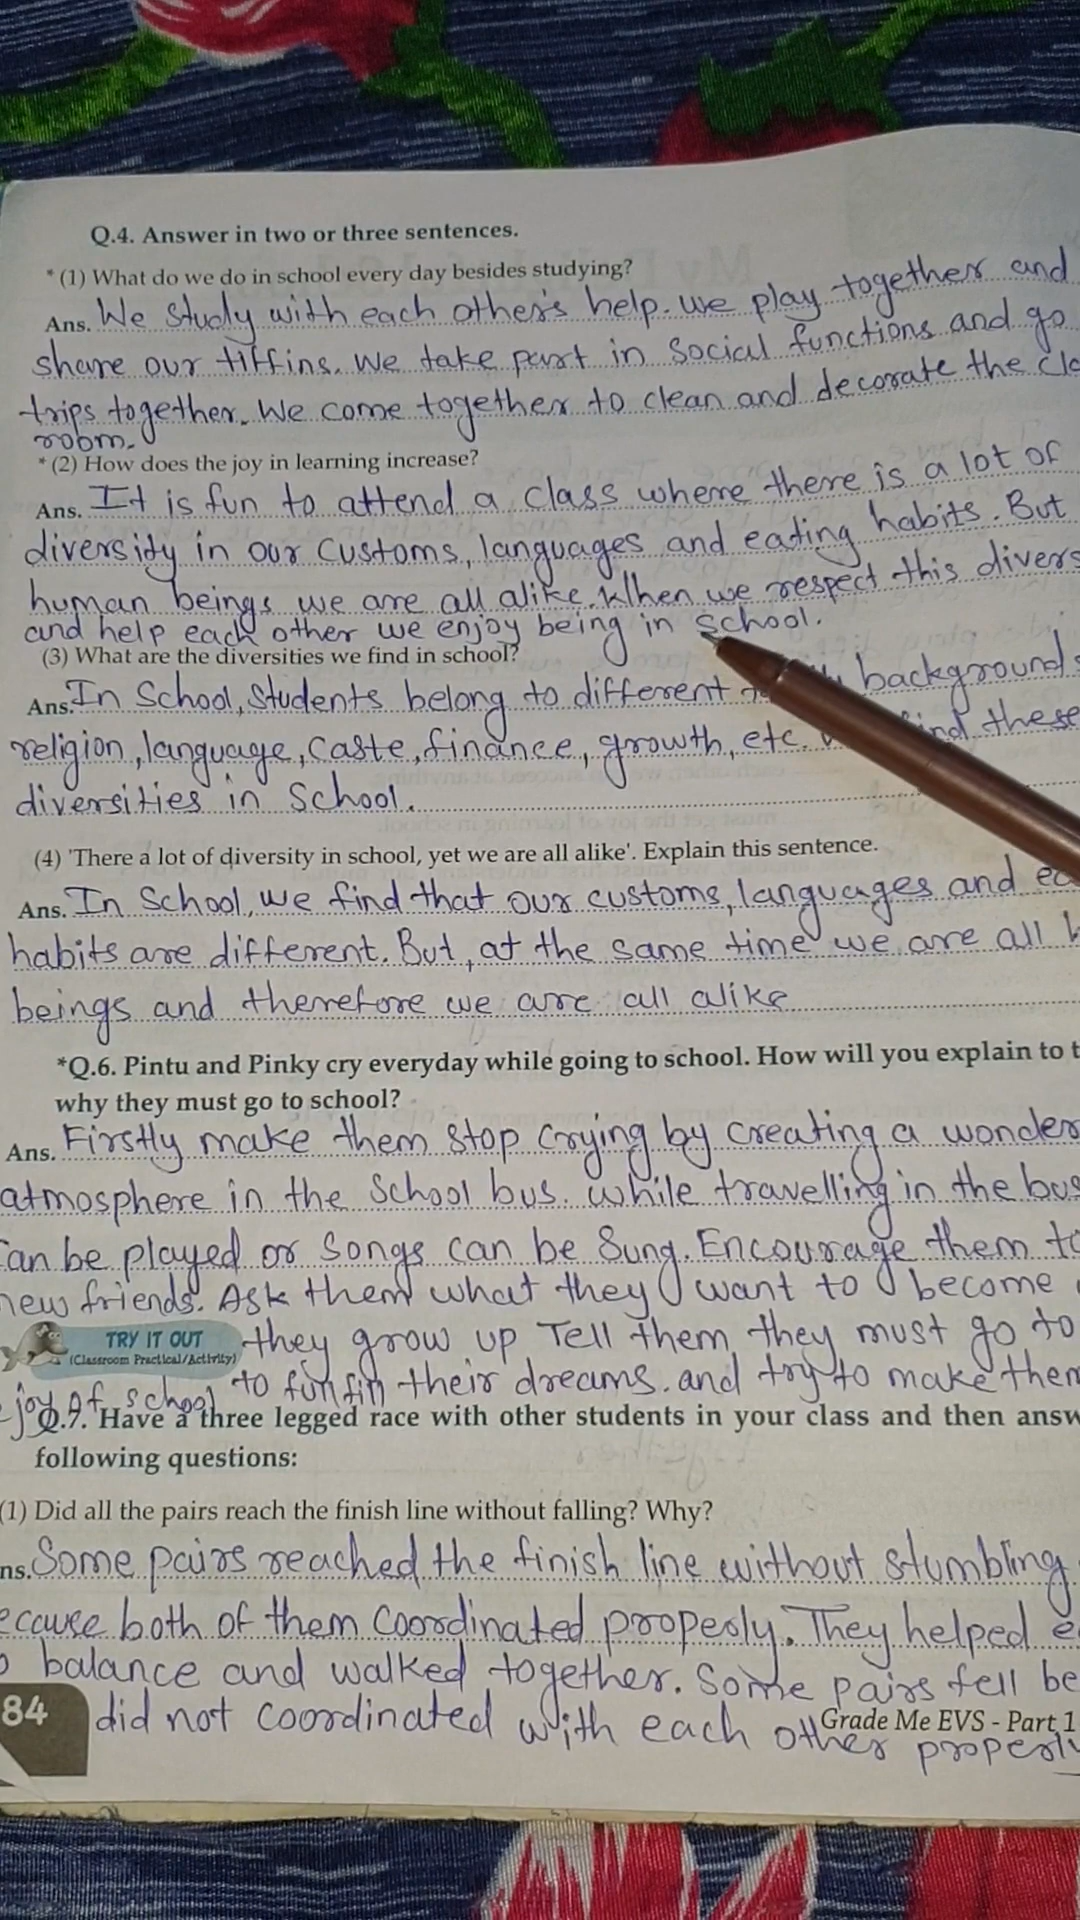 Q.4. Answer in two or three sentences.
* (1) What do we do in school every day besides studying?
Ans. We study with each other's help. we play together and
share our tiffins. We take part in social functions and go
trips together. We come together to clean and decorate the
room.
* (2) How does the joy in learning increase?
Ans. It is fun to attend a class where there is a lot of
diversity in our customs, languages and eating habits. But
human beings we are all alike. When we respect this
and help each other we enjoy being in school.
(3) What are the diversities we find in school?
Ans. In School, Students belong to different background
religion, language, caste, finance, growth, etc. find these
diversities in School.
(4) 'There a lot of diversity in school, yet we are all alike'. Explain this sentence.
Ans. In School, we find that our customs, languages and
habits are different. But, at the same time we are all
beings and therefore we are all alike
*Q.6. Pintu and Pinky cry everyday while going to school. How will you explain to
why they must go to school?
Ans. Firstly make them stop crying by creating a wonder
atmosphere in the School bus. while travelling in the bus
can be played or songs can be Sung. Encourage them to
new friends. Ask them what they want to become
TRY IT OUT they grow up Tell them they must go to
(Classroom Practical/Activity)
to fulfill their dreams. and try to make them
joy of school
Q.7. Have a three legged race with other students in your class and then
following questions:
(1) Did all the pairs reach the finish line without falling? Why?
ns. Some pairs reached the finish line without stumbling
ecause both of them coordinated properly. They helped
balance and walked together. Some pairs fell be
84 did not coordinated with each other properly
Grade Me EVS - Part 1